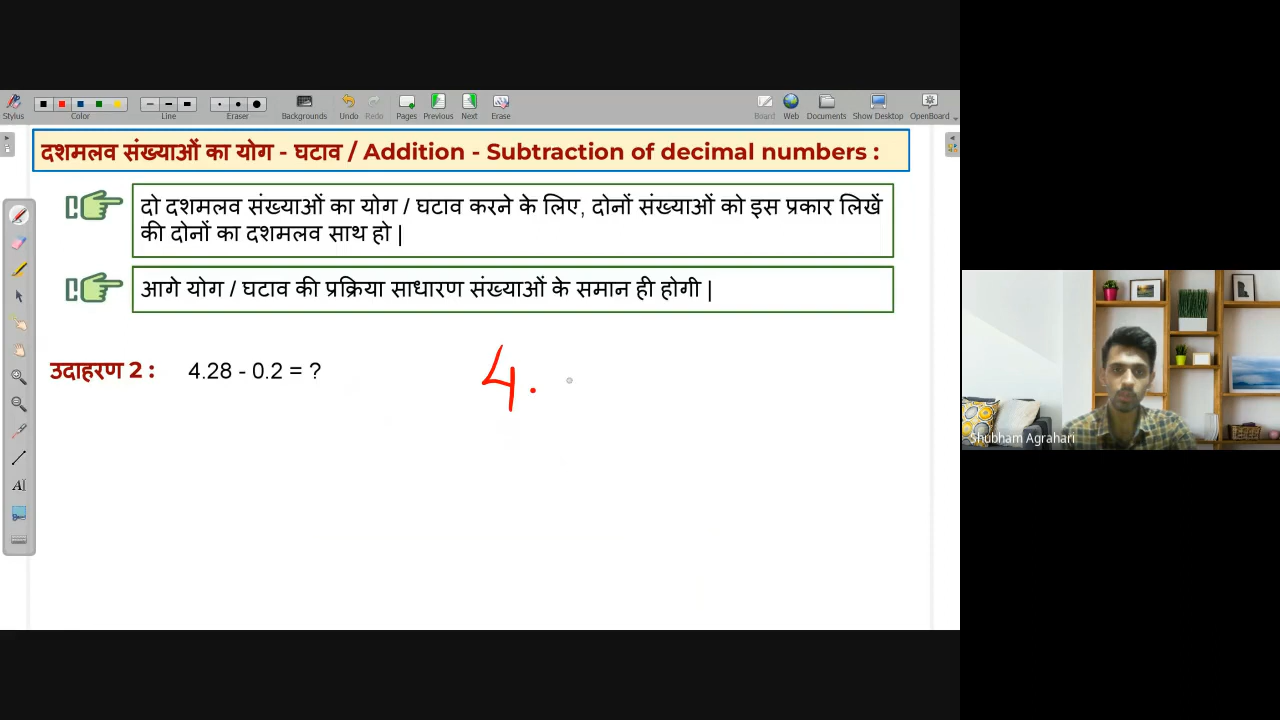 Stylus
Color
Line
Eraser
Backgrounds
Undo
Redo
Pages
Previous
Next
Erase
Board
Web
Documents
Show Desktop
OpenBoard
दशमलव संख्याओं का योग - घटाव / Addition - Subtraction of decimal numbers :
दो दशमलव संख्याओं का योग / घटाव करने के लिए, दोनों संख्याओं को इस प्रकार लिखें
की दोनों का दशमलव साथ हो |
आगे योग / घटाव की प्रक्रिया साधारण संख्याओं के समान ही होगी |
उदाहरण 2 : 4.28 - 0.2 = ?
4.
Shubham Agrahari